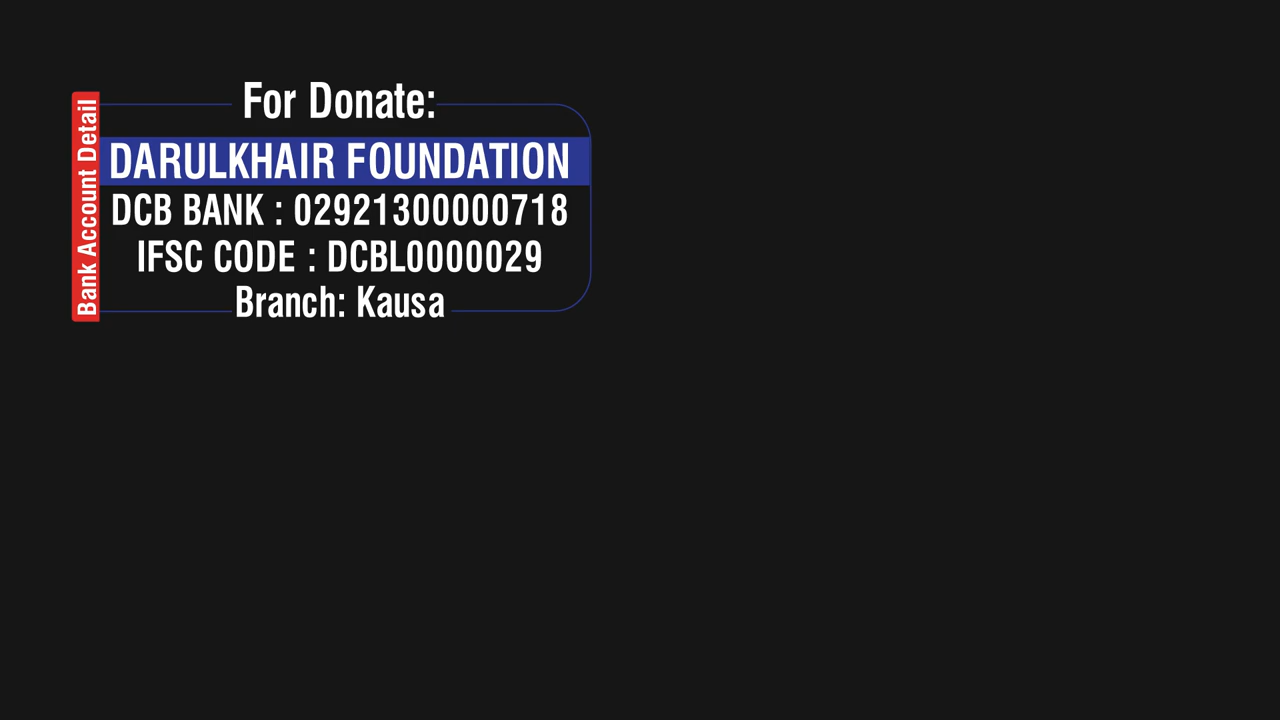 For Donate:
Bank Account Detail
DARULKHAIR FOUNDATION
DCB BANK : 02921300000718
IFSC CODE : DCBL0000029
Branch: Kausa